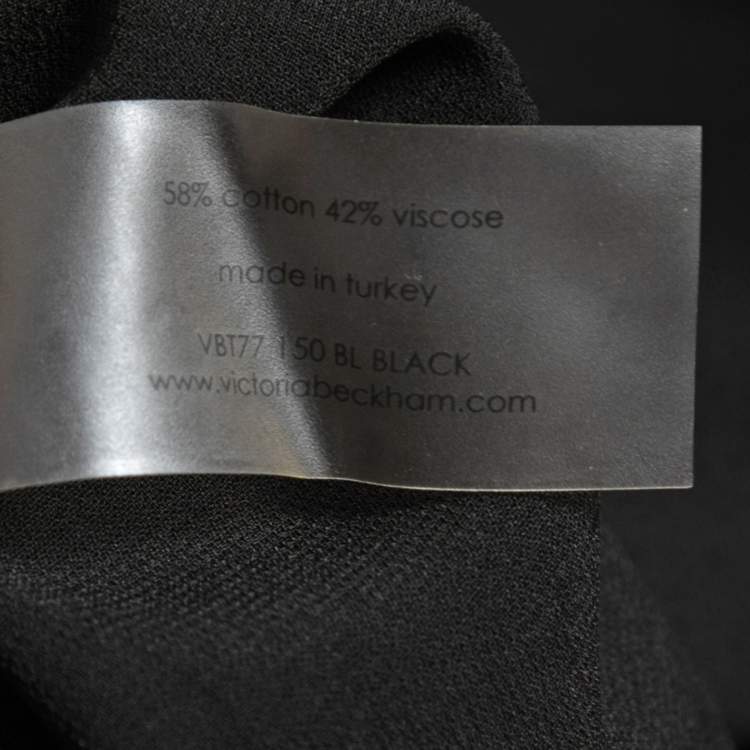 58% cotton 42% viscose
made in turkey
VBT77 150 BL BLACK
www.victoriabeckham.com